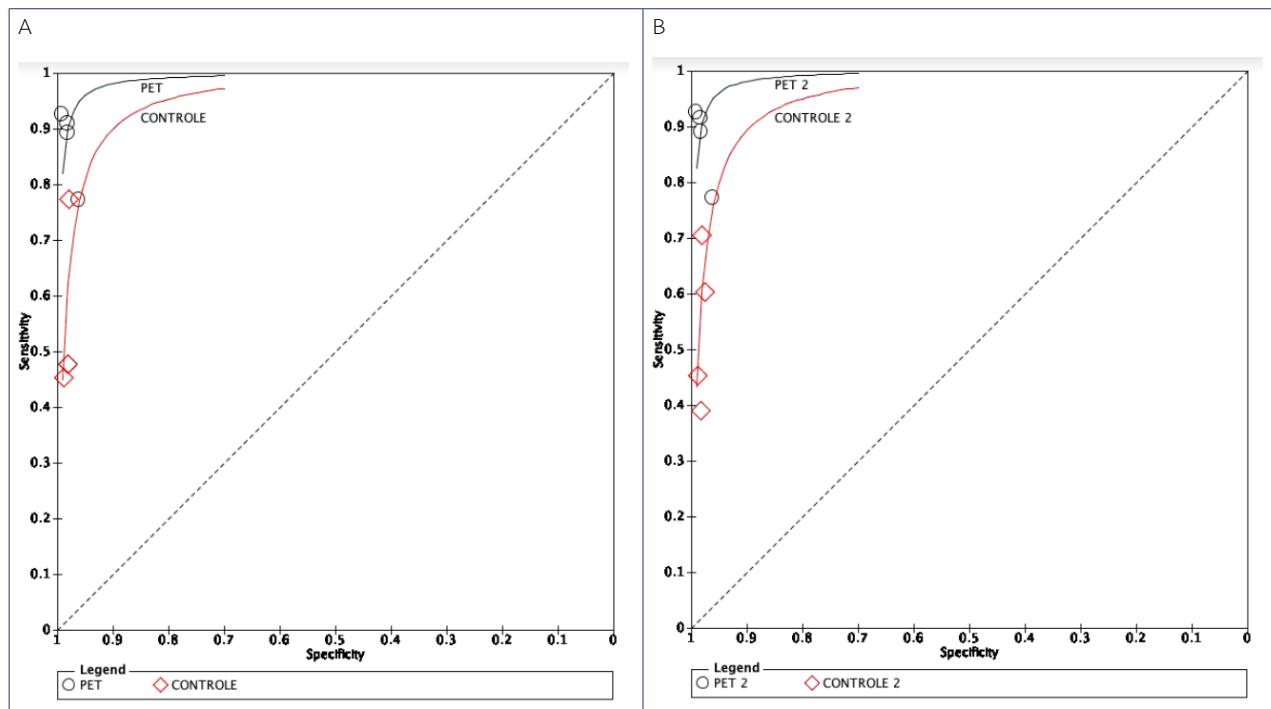 A
1
0.9
0.8
0.7
0.6
0.5
0.4
0.3
0.2
0.1
0
Sensitivity
PET
CONTROLE
1 0.9 0.8 0.7 0.6 0.5 0.4 0.3 0.2 0.1 0
Specificity
Legend
PET CONTROLE
B
1
0.9
0.8
0.7
0.6
0.5
0.4
0.3
0.2
0.1
0
Sensitivity
PET 2
CONTROLE 2
1 0.9 0.8 0.7 0.6 0.5 0.4 0.3 0.2 0.1 0
Specificity
Legend
PET 2 CONTROLE 2